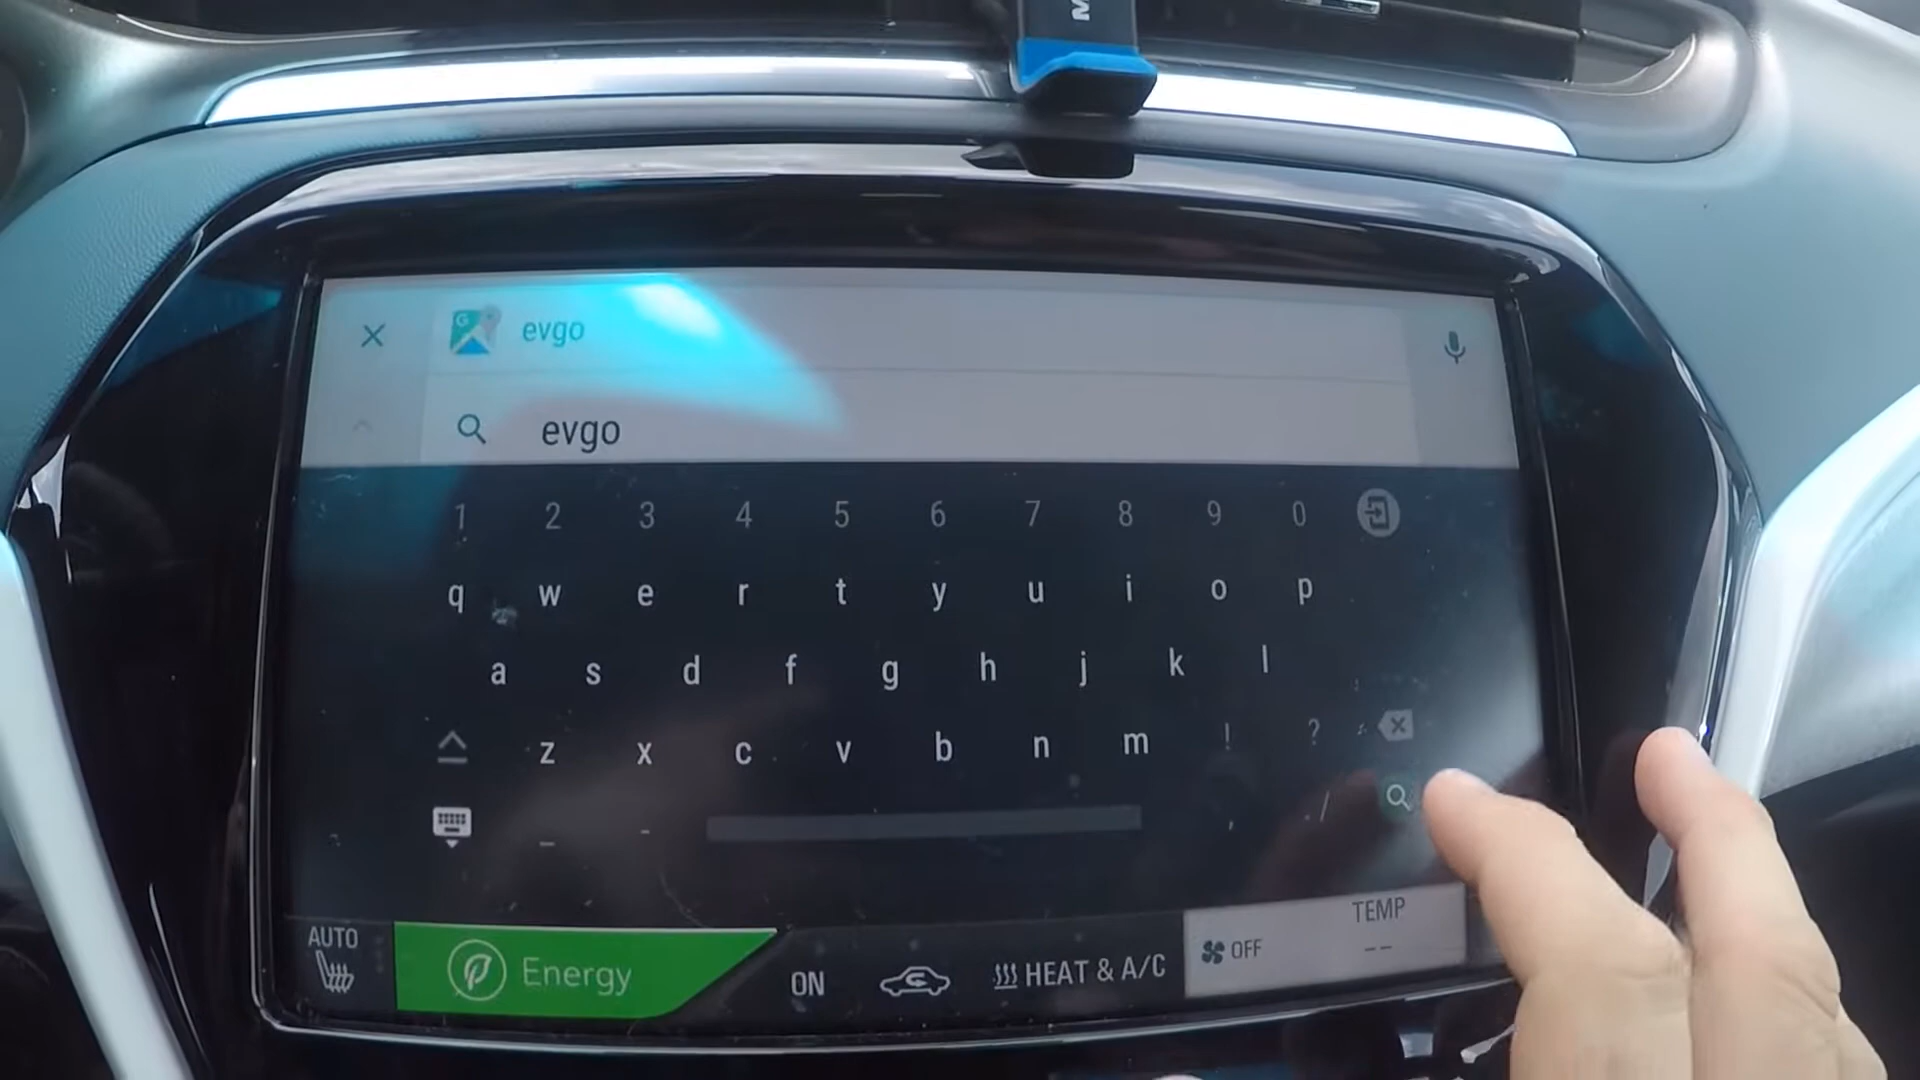 M
evgo
evgo
1 2 3 4 5 6 7 8 9 0
q w e r t y u i o p
a s d f g h j k l
z x c v b n m ! ?
_ - , /
AUTO
Energy
ON
HEAT & A/C
OFF
TEMP
--